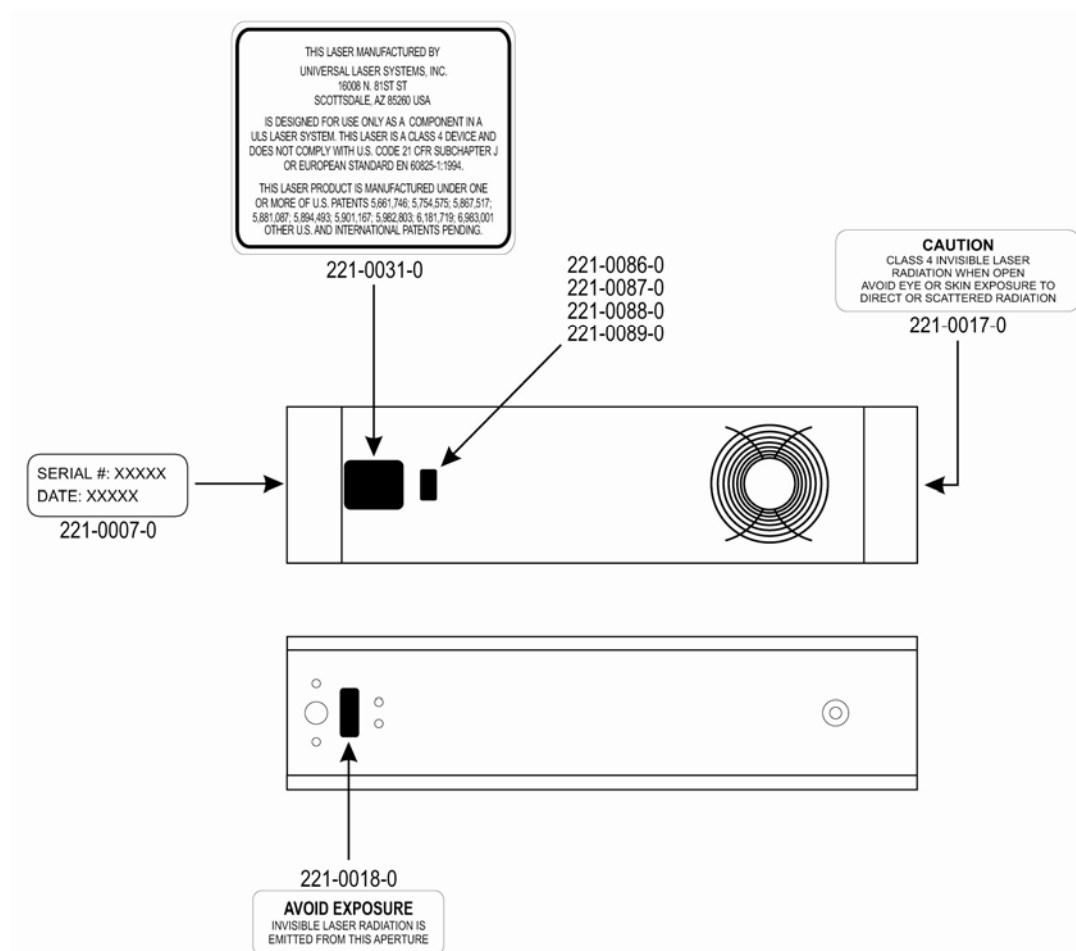 THIS LASER MANUFACTURED BY
UNIVERSAL LASER SYSTEMS, INC.
16008 N. 81ST ST
SCOTTSDALE, AZ 85260 USA
IS DESIGNED FOR USE ONLY AS A COMPONENT IN A
ULS LASER SYSTEM. THIS LASER IS A CLASS 4 DEVICE AND
DOES NOT COMPLY WITH U.S. CODE 21 CFR SUBCHAPTER J
OR EUROPEAN STANDARD EN 60825-1:1994.
THIS LASER PRODUCT IS MANUFACTURED UNDER ONE
OR MORE OF U.S. PATENTS 5,661,746; 5,754,575; 5,867,517;
5,881,087; 5,894,493; 5,901,167; 5,982,803; 6,181,719; 6,983,001
OTHER U.S. AND INTERNATIONAL PATENTS PENDING.
221-0031-0
221-0086-0
221-0087-0
221-0088-0
221-0089-0
CAUTION
CLASS 4 INVISIBLE LASER
RADIATION WHEN OPEN
AVOID EYE OR SKIN EXPOSURE TO
DIRECT OR SCATTERED RADIATION
221-0017-0
SERIAL #: XXXXX
DATE: XXXXX
221-0007-0
221-0018-0
AVOID EXPOSURE
INVISIBLE LASER RADIATION IS
EMITTED FROM THIS APERTURE